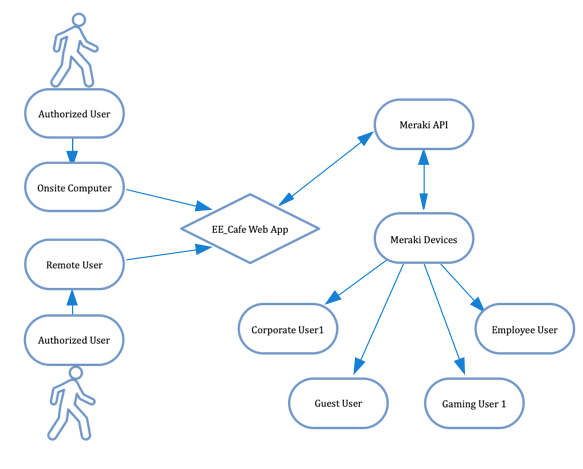 Authorized User
Meraki API
Onsite Computer
EE_Cafe Web App
Meraki Devices
Remote User
Corporate User1
Employee User
Authorized User
Guest User
Gaming User 1